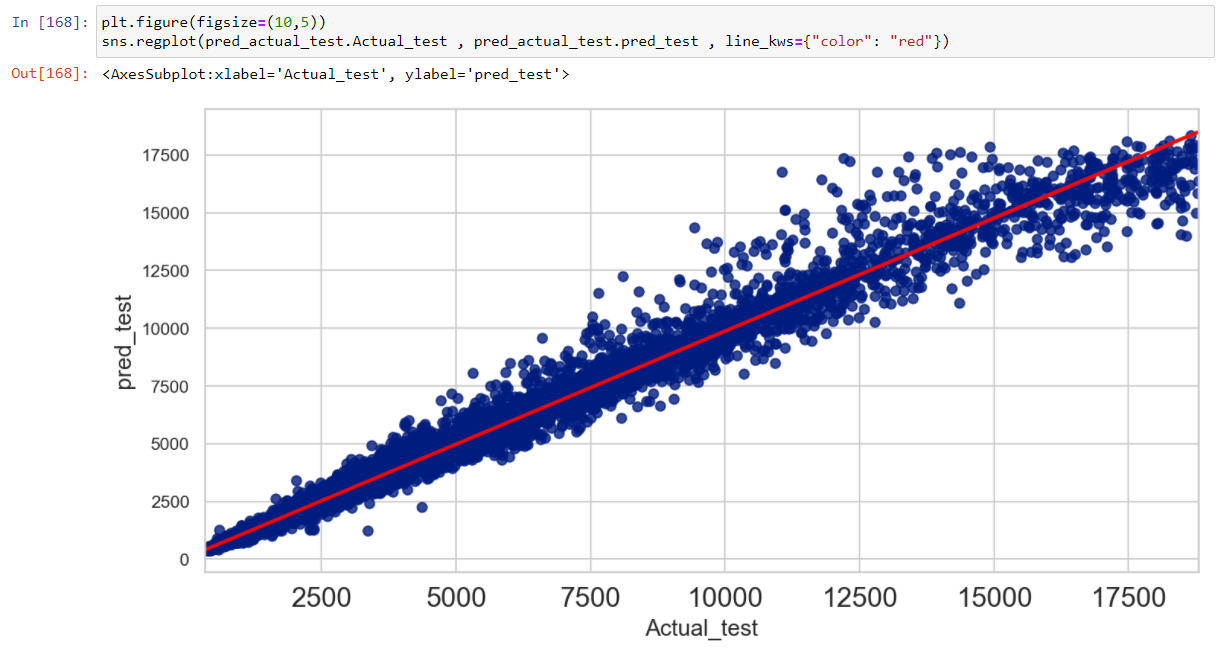 In [168]: plt.figure(figsize=(10,5))
sns.regplot(pred_actual_test.Actual_test , pred_actual_test.pred_test , line_kws={"color": "red"})
Out[168]: <AxesSubplot:xlabel='Actual_test', ylabel='pred_test'>
17500
15000
12500
10000
7500
5000
2500
0
pred_test
2500 5000 7500 10000 12500 15000 17500
Actual_test